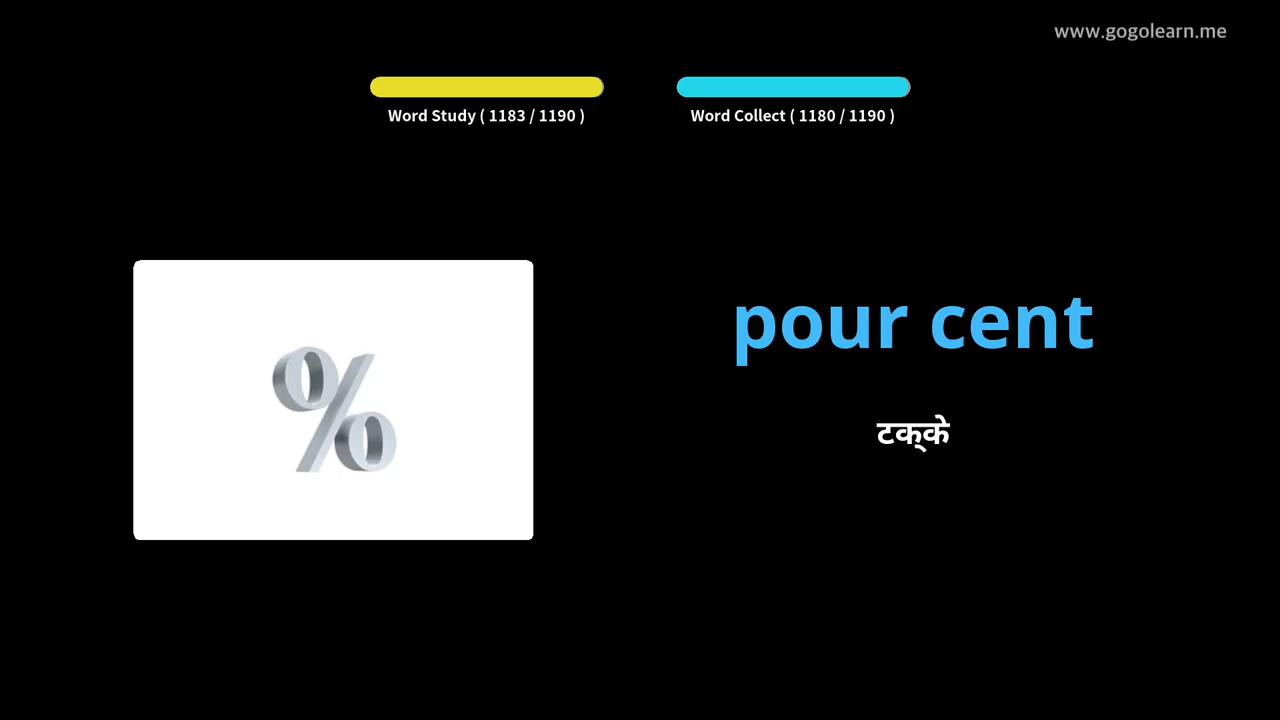 www.gogolearn.me
Word Study ( 1183 / 1190 )
Word Collect ( 1180 / 1190 )
%
pour cent
टक्के